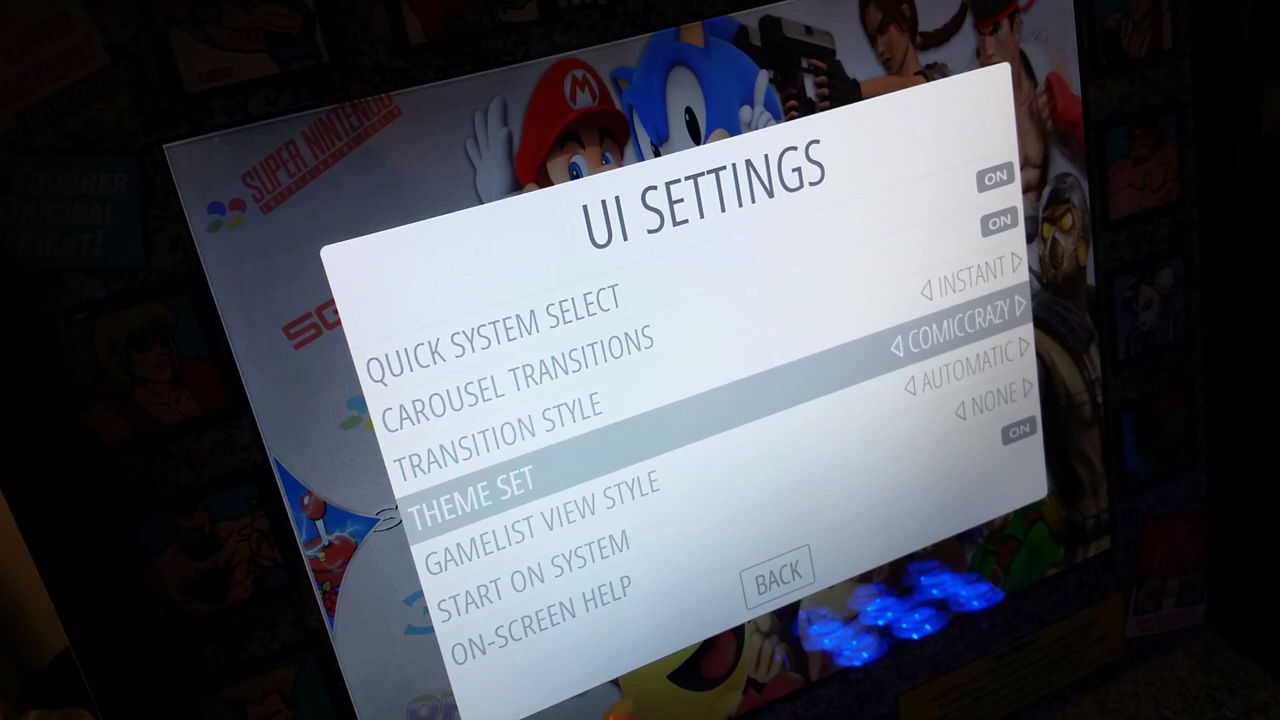 SUPER NINTENDO
M
UI SETTINGS
QUICK SYSTEM SELECT ON
CAROUSEL TRANSITIONS ON
TRANSITION STYLE INSTANT
THEME SET COMICCRAZY
GAMELIST VIEW STYLE AUTOMATIC
START ON SYSTEM NONE
ON-SCREEN HELP ON
BACK